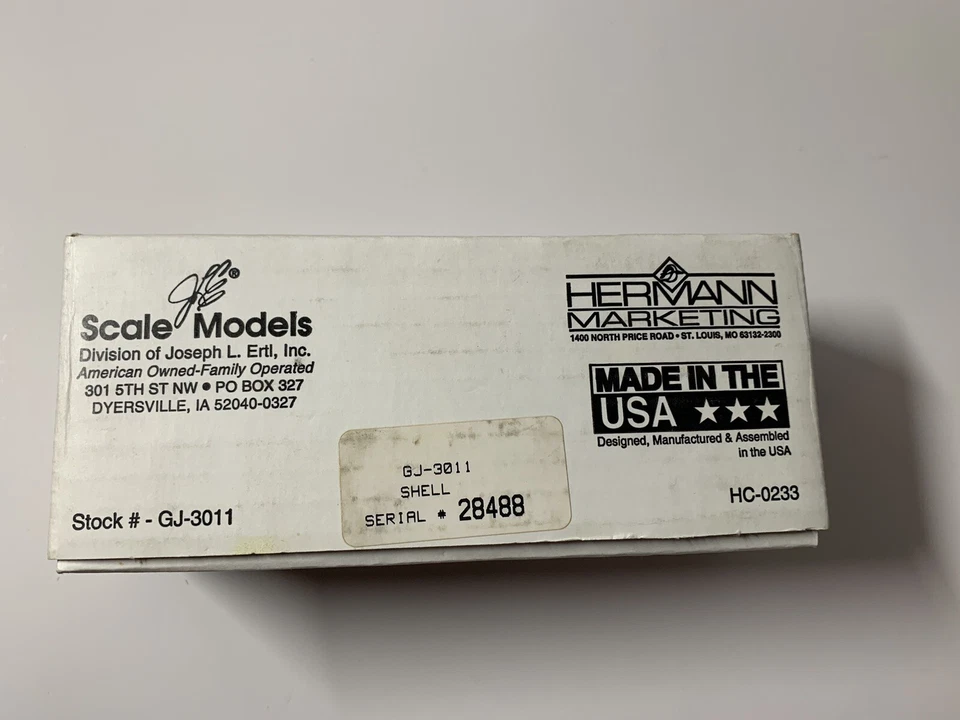 JLE®
Scale Models
Division of Joseph L. Ertl, Inc.
American Owned-Family Operated
301 5TH ST NW • PO BOX 327
DYERSVILLE, IA 52040-0327
Stock # - GJ-3011
GJ-3011
SHELL
SERIAL # 28488
HERMANN
MARKETING
1400 NORTH PRICE ROAD • ST. LOUIS, MO 63132-2300
MADE IN THE
USA ★★★
Designed, Manufactured & Assembled
in the USA
HC-0233